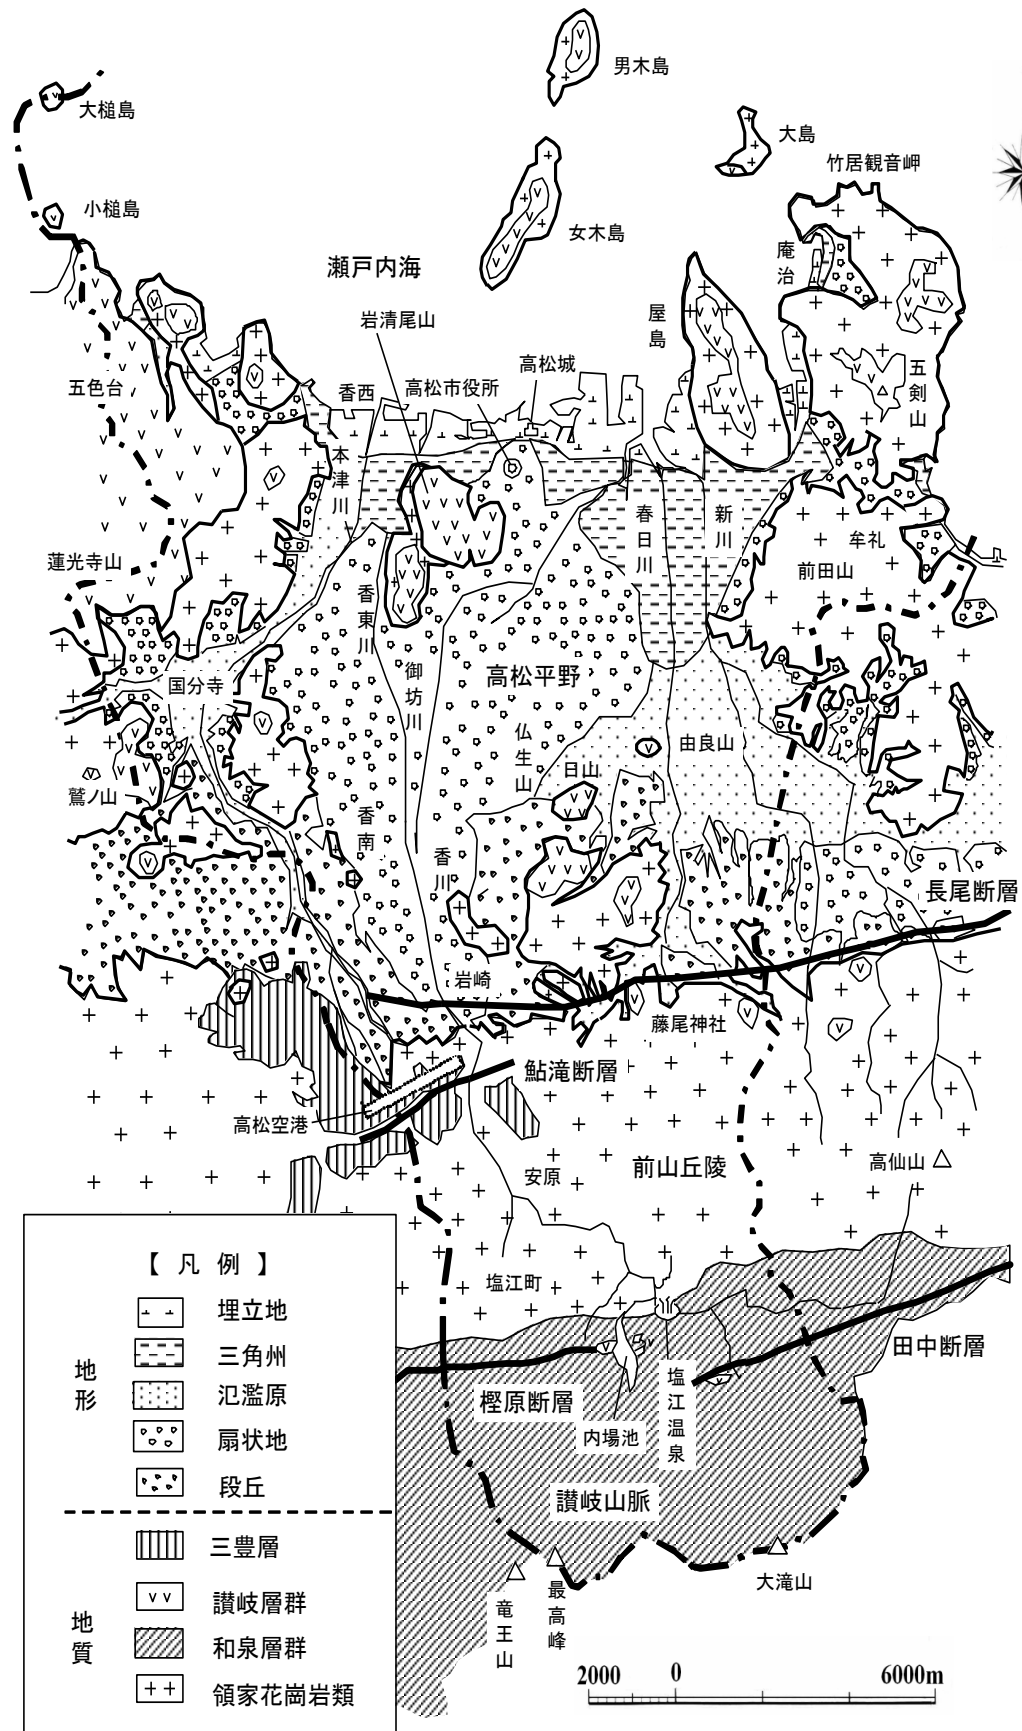 男木島
大槌島
大島
竹居観音岬
小槌島
女木島
庵治
瀬戸内海
屋島
岩清尾山
高松城
五色台
香西
高松市役所
五剣山
本津川
春日川
新川
牟礼
蓮光寺山
前田山
香東川
御坊川
高松平野
国分寺
仏生山
由良山
日山
鷲ノ山
香南
香川
長尾断層
岩崎
藤尾神社
鮎滝断層
高松空港
前山丘陵
高仙山
安原
塩江町
田中断層
樫原断層
塩江温泉
内場池
讃岐山脈
大滝山
最高峰
竜王山
【 凡 例 】
地形
埋立地
三角州
氾濫原
扇状地
段丘
地質
三豊層
讃岐層群
和泉層群
領家花崗岩類
2000 0 6000m